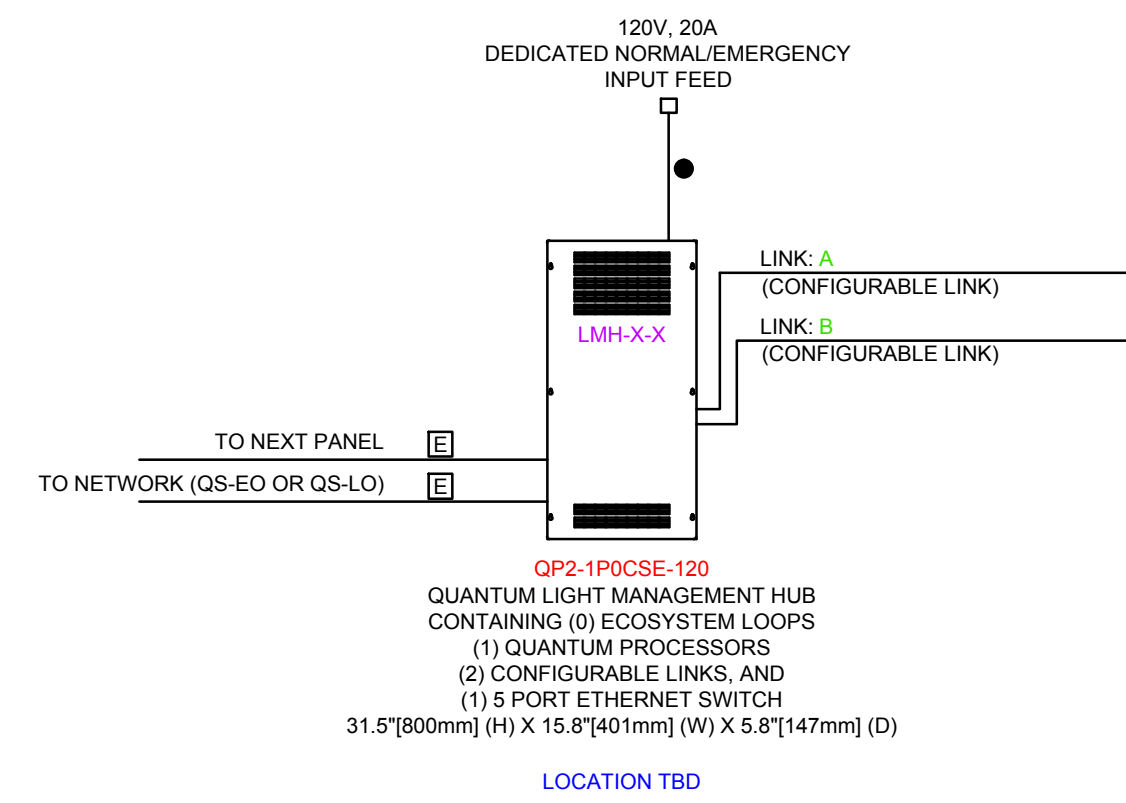 120V, 20A
DEDICATED NORMAL/EMERGENCY
INPUT FEED
LINK: A
(CONFIGURABLE LINK)
LMH-X-X
LINK: B
(CONFIGURABLE LINK)
TO NEXT PANEL E
TO NETWORK (QS-EO OR QS-LO) E
QP2-1P0CSE-120
QUANTUM LIGHT MANAGEMENT HUB
CONTAINING (0) ECOSYSTEM LOOPS
(1) QUANTUM PROCESSORS
(2) CONFIGURABLE LINKS, AND
(1) 5 PORT ETHERNET SWITCH
31.5"[800mm] (H) X 15.8"[401mm] (W) X 5.8"[147mm] (D)
LOCATION TBD